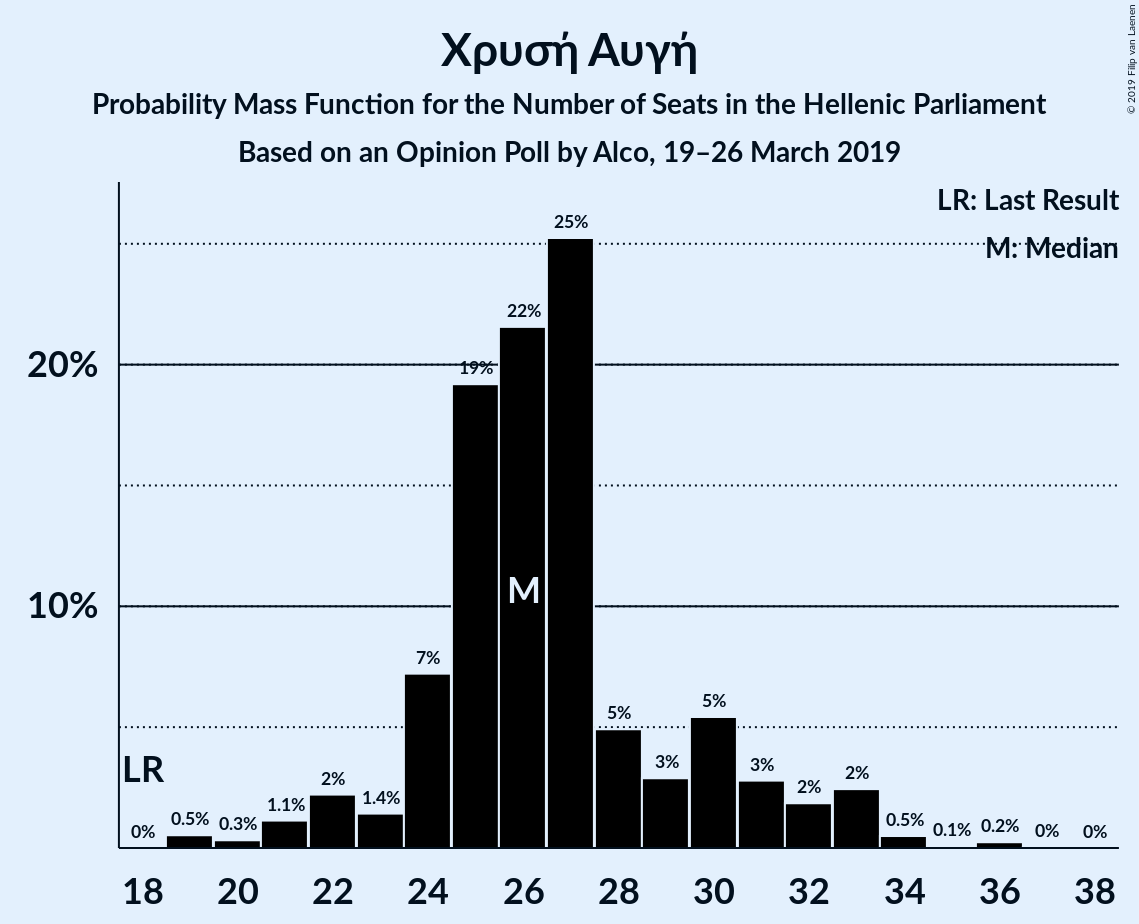 Χρυσή Αυγή
Probability Mass Function for the Number of Seats in the Hellenic Parliament
Based on an Opinion Poll by Alco, 19–26 March 2019
© 2019 Filip van Laenen
LR: Last Result
M: Median
20%
10%
LR
M
0%
0.5%
0.3%
1.1%
2%
1.4%
7%
19%
22%
25%
5%
3%
5%
3%
2%
2%
0.5%
0.1%
0.2%
0%
0%
18 20 22 24 26 28 30 32 34 36 38